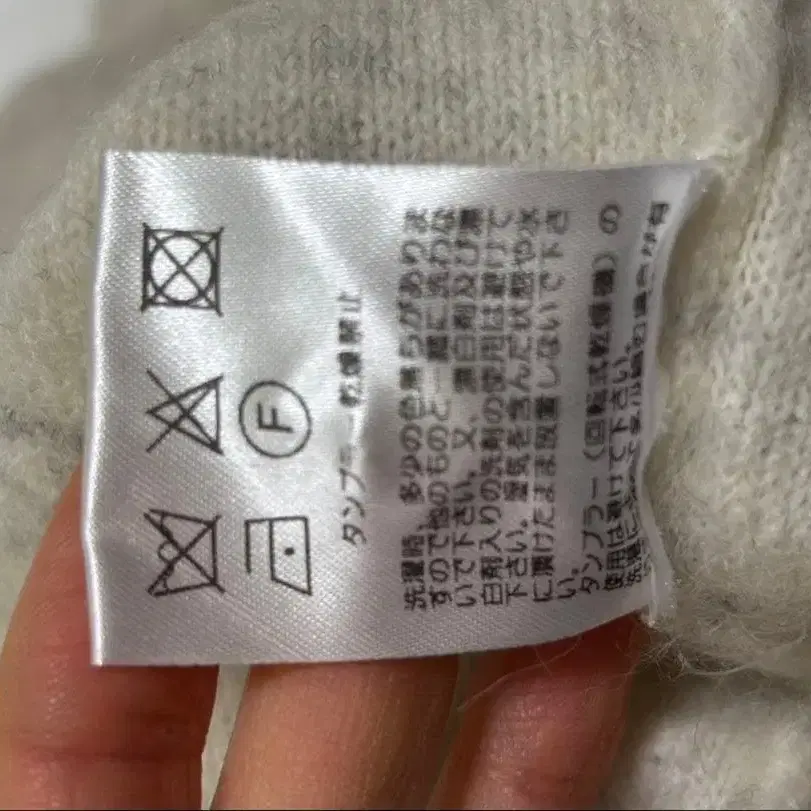 F
タンブラー乾燥禁止
洗濯時、多少の色落ちがありま
すので他のものと一緒に洗わな
いで下さい。又、漂白剤及び漂
白剤入りの洗剤の使用は避けて
下さい。湿気を含んだ状態や水
に漬けたまま放置しないで下さ
い。
タンブラー（回転式乾燥機）の
使用は避けて下さい。